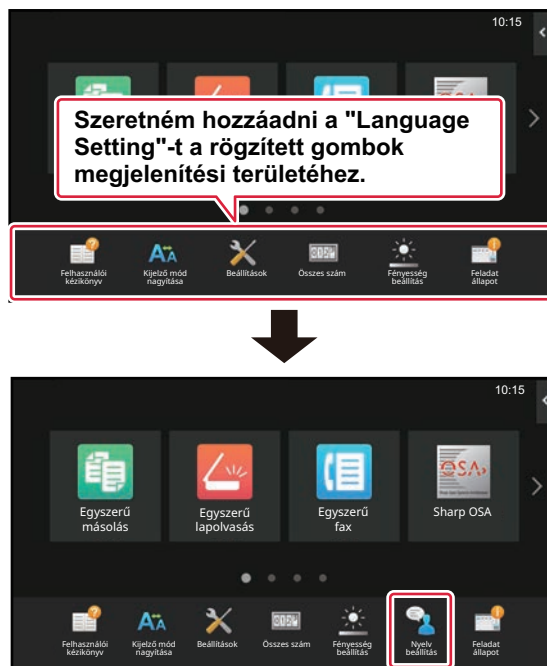 10:15
Szeretném hozzáadni a "Language
Setting"-t a rögzített gombok
megjelenítési területéhez.
Felhasználói
kézikönyv
Kijelző mód
nagyítása
Beállítások
Összes szám
Fényesség
beállítás
Feladat
állapot
10:15
Egyszerű
másolás
Egyszerű
lapolvasás
Egyszerű
fax
Sharp OSA
Felhasználói
kézikönyv
Kijelző mód
nagyítása
Beállítások
Összes szám
Fényesség
beállítás
Nyelv
beállítás
Feladat
állapot